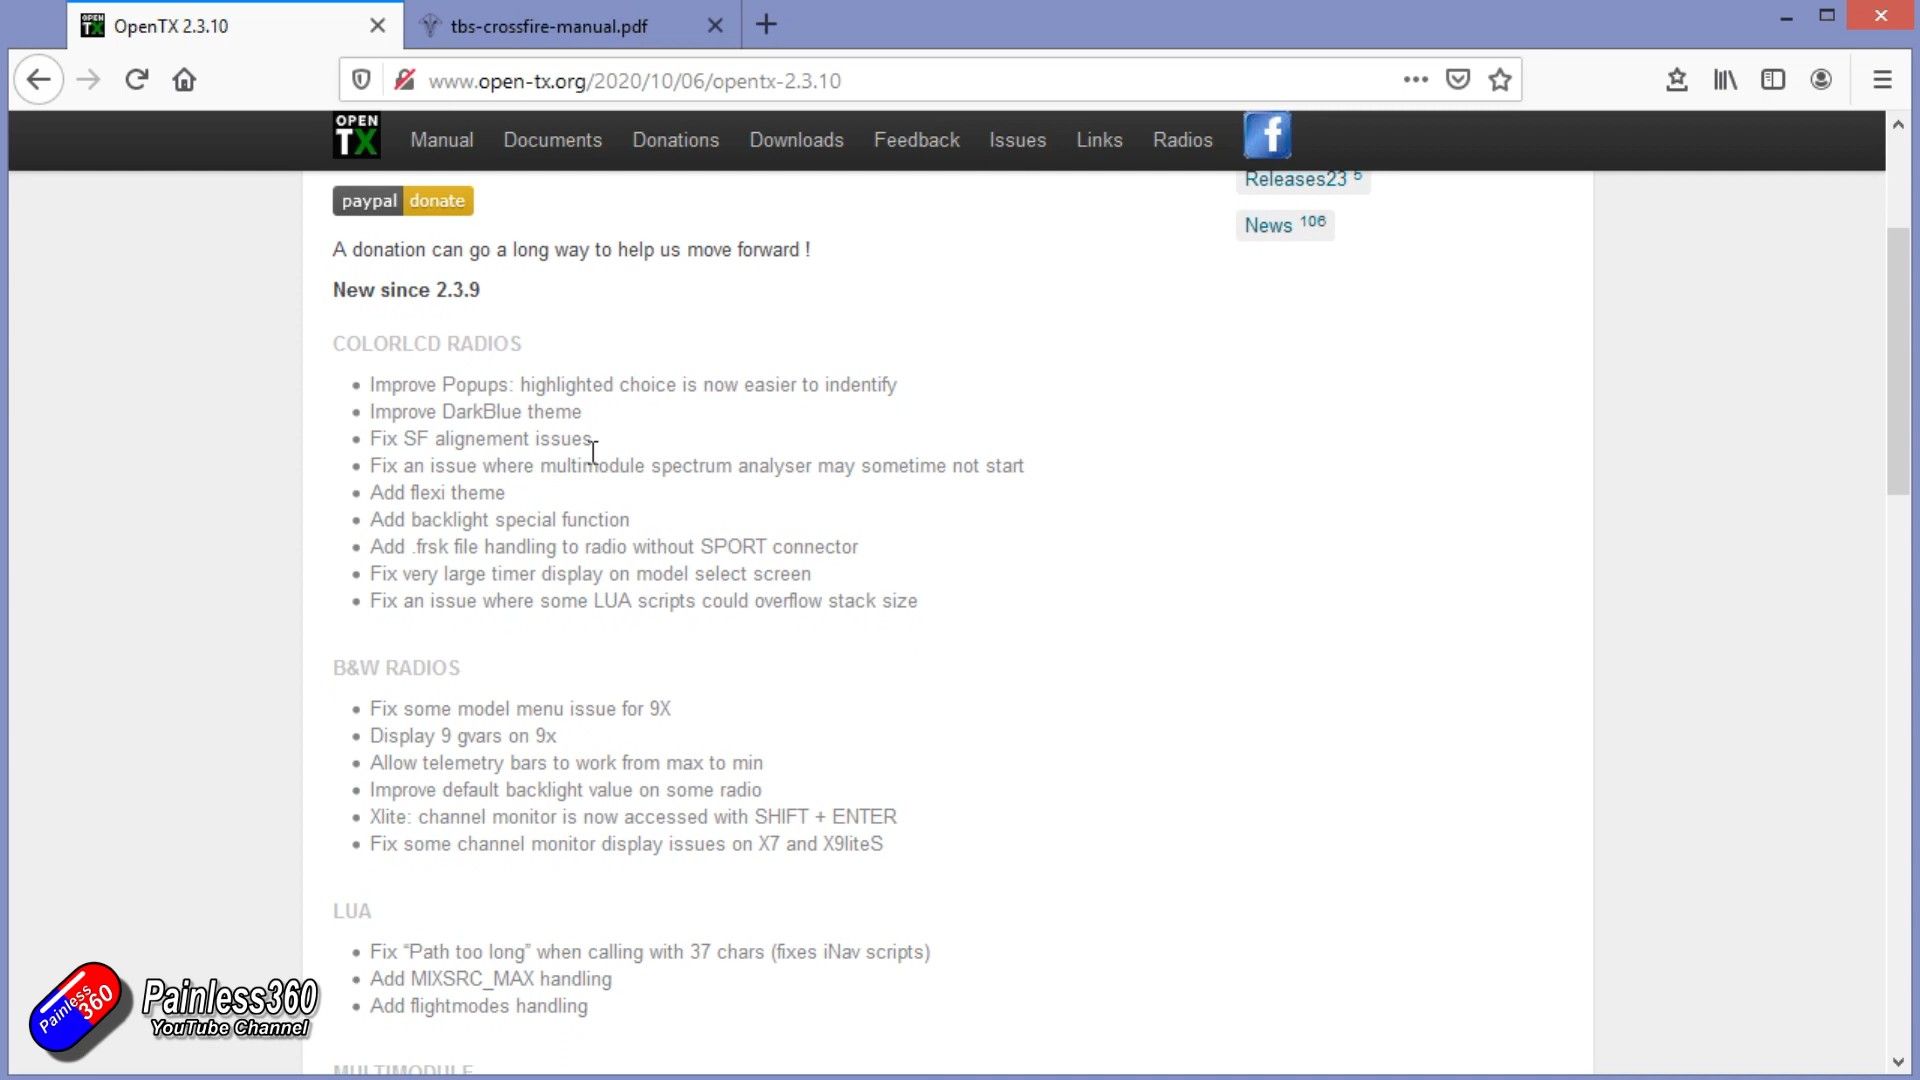 OpenTX 2.3.10
tbs-crossfire-manual.pdf
www.open-tx.org/2020/10/06/opentx-2.3.10
OPEN TX
Manual Documents Donations Downloads Feedback Issues Links Radios
Releases23 5
paypal donate
News 106
A donation can go a long way to help us move forward !
New since 2.3.9
COLORLCD RADIOS
Improve Popups: highlighted choice is now easier to indentify
Improve DarkBlue theme
Fix SF alignement issues
Fix an issue where multimodule spectrum analyser may sometime not start
Add flexi theme
Add backlight special function
Add .frsk file handling to radio without SPORT connector
Fix very large timer display on model select screen
Fix an issue where some LUA scripts could overflow stack size
B&W RADIOS
Fix some model menu issue for 9X
Display 9 gvars on 9x
Allow telemetry bars to work from max to min
Improve default backlight value on some radio
Xlite: channel monitor is now accessed with SHIFT + ENTER
Fix some channel monitor display issues on X7 and X9liteS
LUA
Fix “Path too long” when calling with 37 chars (fixes iNav scripts)
Add MIXSRC_MAX handling
Add flightmodes handling
MULTIMODULE
Painless 360
Painless360
YouTube Channel